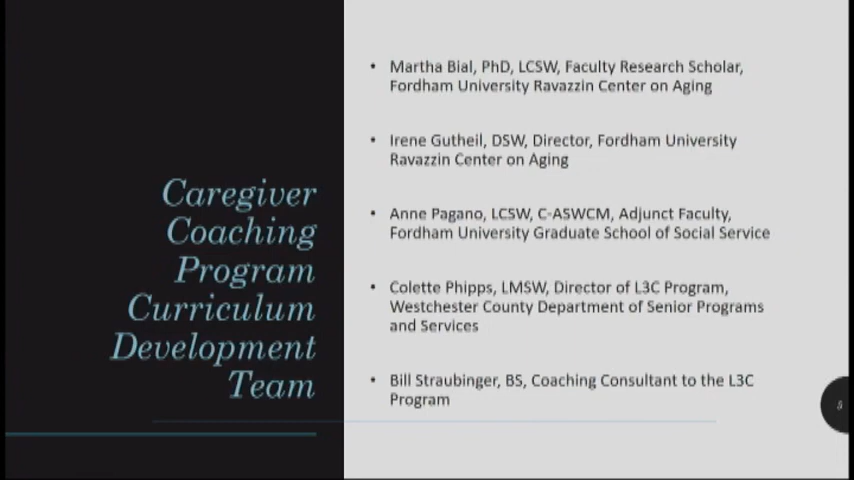 Caregiver
Coaching
Program
Curriculum
Development
Team
• Martha Bial, PhD, LCSW, Faculty Research Scholar,
Fordham University Ravazzin Center on Aging
• Irene Gutheil, DSW, Director, Fordham University
Ravazzin Center on Aging
• Anne Pagano, LCSW, C-ASWCM, Adjunct Faculty,
Fordham University Graduate School of Social Service
• Colette Phipps, LMSW, Director of L3C Program,
Westchester County Department of Senior Programs
and Services
• Bill Straubinger, BS, Coaching Consultant to the L3C
Program